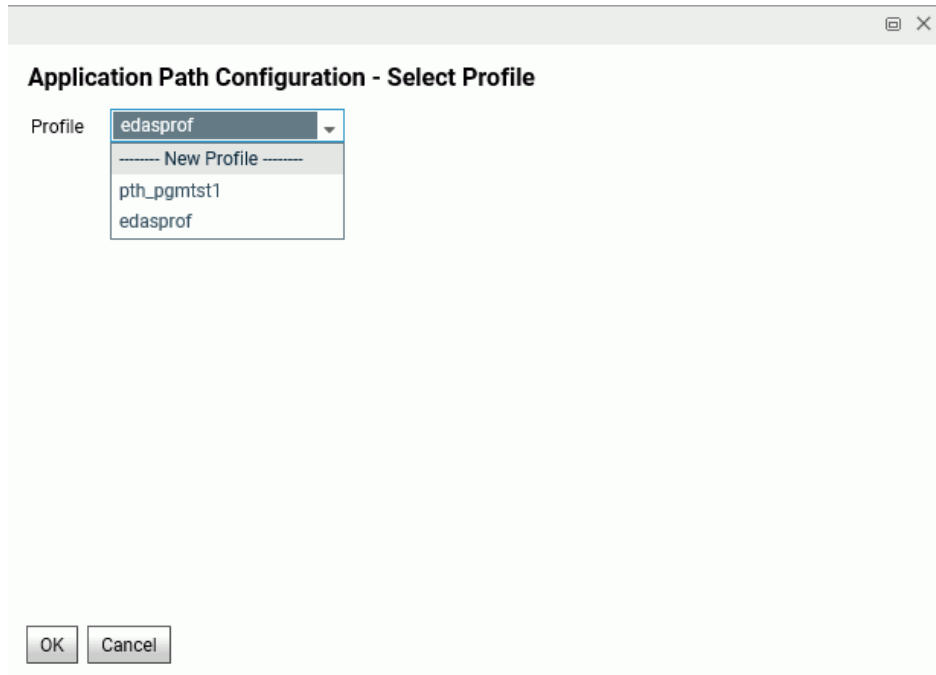 Application Path Configuration - Select Profile
Profile edasprof
-------- New Profile --------
pth_pgmtst1
edasprof
OK Cancel